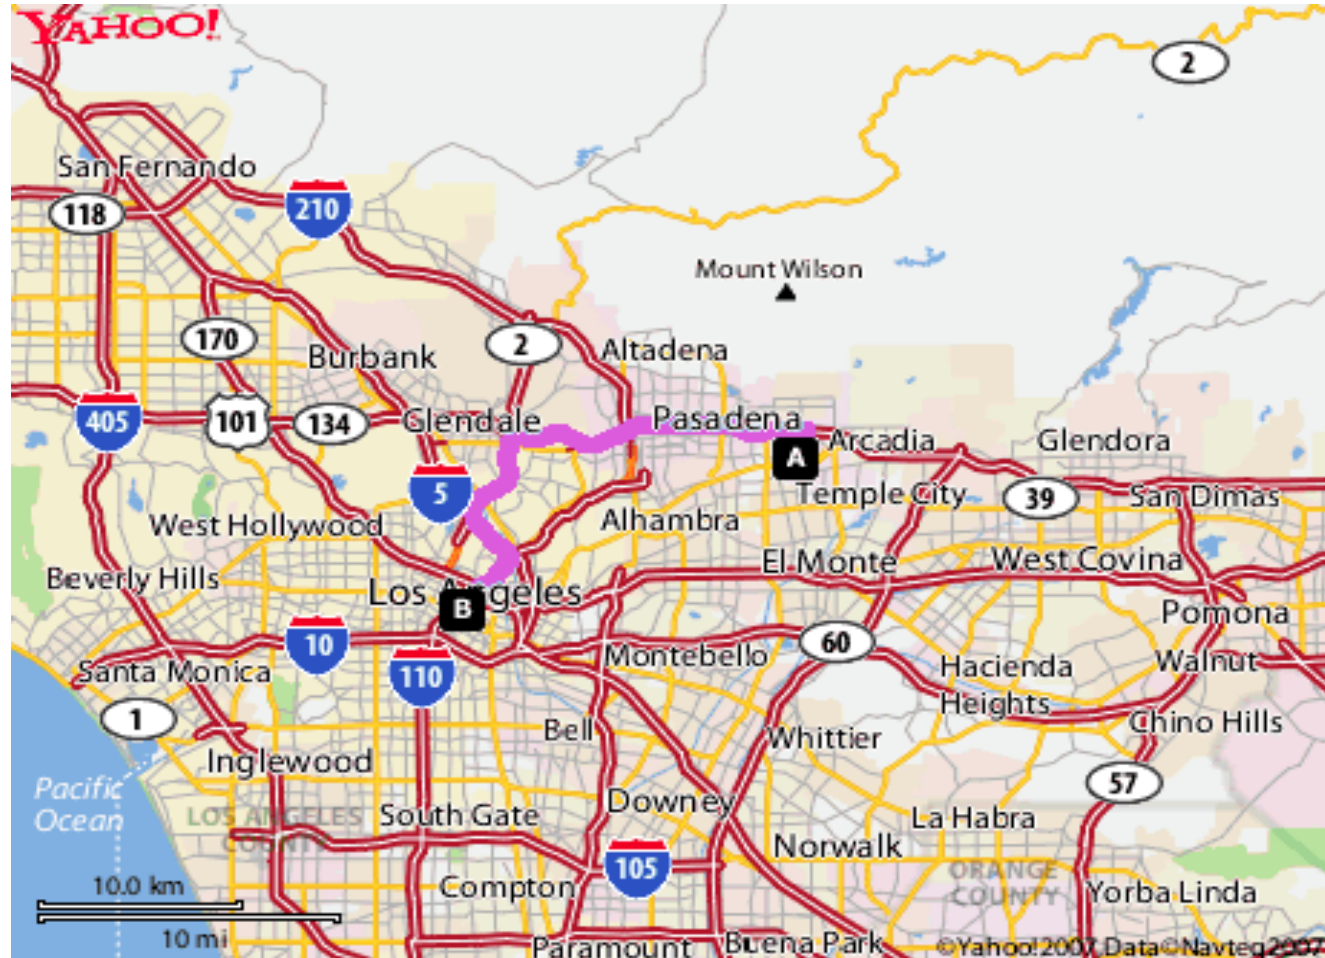 YAHOO!
2
San Fernando
118
210
Mount Wilson
170
2
Burbank
Altadena
405
101
134
Glendale
Pasadena
A
Arcadia
Glendora
5
Temple City
39
San Dimas
West Hollywood
Alhambra
Beverly Hills
El Monte
West Covina
Los Angeles
B
Pomona
10
60
Santa Monica
110
Montebello
Hacienda
Heights
Walnut
1
Bell
Whittier
Chino Hills
Inglewood
57
Pacific
Ocean
LOS ANGELES
COUNTY
South Gate
Downey
La Habra
Norwalk
105
ORANGE
COUNTY
10.0 km
Compton
Yorba Linda
10 mi
Paramount
Buena Park
©Yahoo!2007,Data©Navteq2007